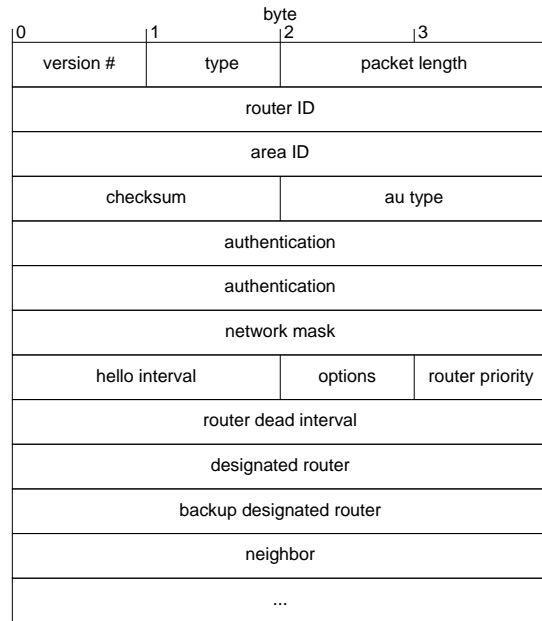 byte
0 1 2 3
version # type packet length
router ID
area ID
checksum au type
authentication
authentication
network mask
hello interval options router priority
router dead interval
designated router
backup designated router
neighbor
...